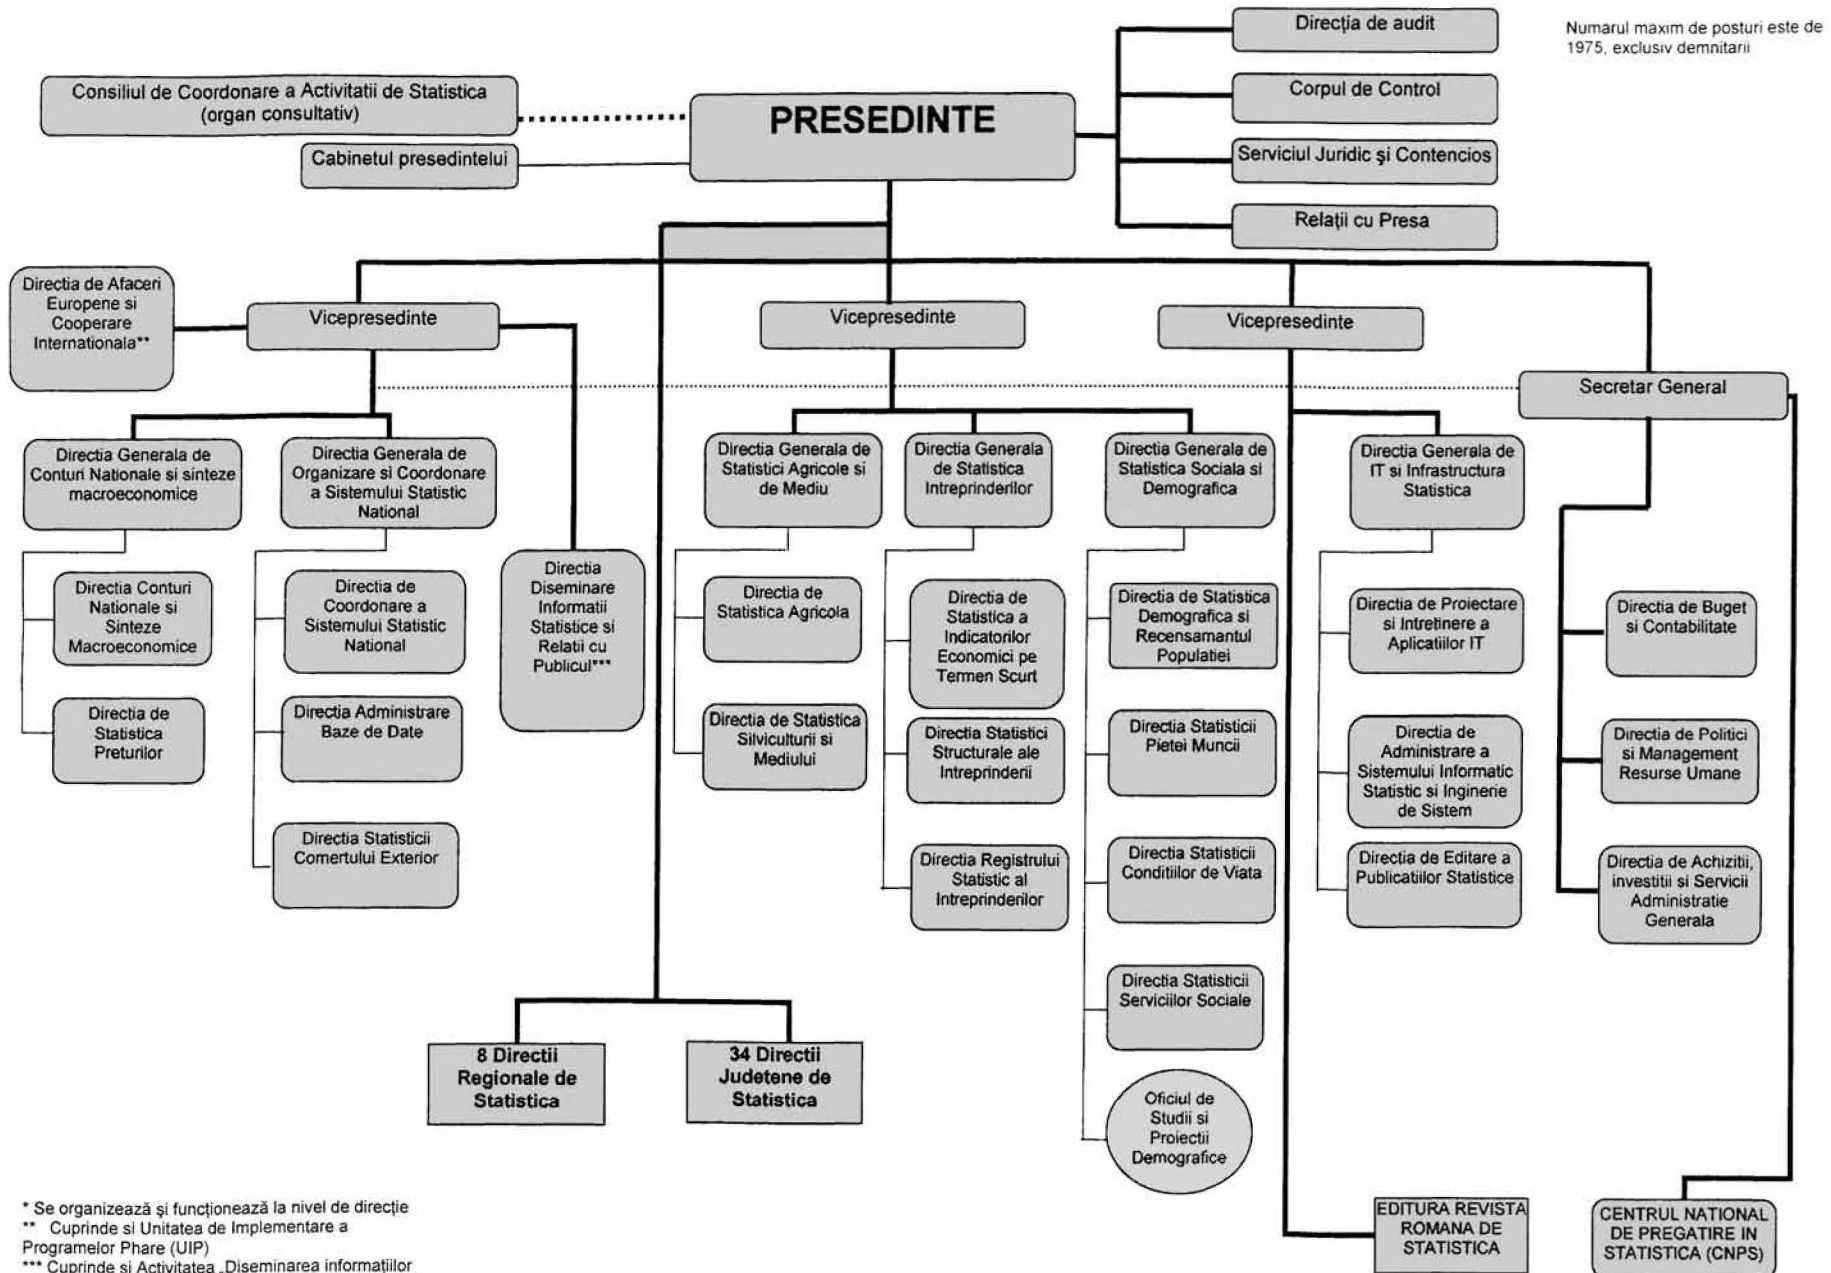 Direcţia de audit
Numarul maxim de posturi este de
1975, exclusiv demnitarii
Consiliul de Coordonare a Activitatii de Statistica
(organ consultativ)
PRESEDINTE
Corpul de Control
Cabinetul presedintelui
Serviciul Juridic şi Contencios
Relaţii cu Presa
Directia de Afaceri
Europene si
Cooperare
Internationala**
Vicepresedinte
Vicepresedinte
Vicepresedinte
Secretar General
Directia Generala de
Conturi Nationale si sinteze
macroeconomice
Directia Generala de
Organizare si Coordonare
a Sistemului Statistic
National
Directia Generala de
Statistici Agricole si
de Mediu
Directia Generala
de Statistica
Intreprinderilor
Directia Generala de
Statistica Sociala si
Demografica
Directia Generala de
IT si Infrastructura
Statistica
Directia Conturi
Nationale si
Sinteze
Macroeconomice
Directia de
Statistica
Preturilor
Directia de
Coordonare a
Sistemului Statistic
National
Directia Administrare
Baze de Date
Directia Statisticii
Comertului Exterior
Directia
Diseminare
Informatii
Statistice si
Relatii cu
Publicul***
Directia de
Statistica Agricola
Directia de Statistica
Silviculturii si
Mediului
Directia de
Statistica a
Indicatorilor
Economici pe
Termen Scurt
Directia Statistici
Structurale ale
Intreprinderii
Directia Registrului
Statistic al
Intreprinderilor
Directia de Statistica
Demografica si
Recensamantul
Populatiei
Directia Statisticii
Pietei Muncii
Directia Statisticii
Conditiilor de Viata
Directia Statisticii
Serviciilor Sociale
Oficiul de
Studii si
Proiectii
Demografice
Directia de Proiectare
si Intretinere a
Aplicatiilor IT
Directia de
Administrare a
Sistemului Informatic
Statistic si Inginerie
de Sistem
Directia de Editare a
Publicatiilor Statistice
Directia de Buget
si Contabilitate
Directia de Politici
si Management
Resurse Umane
Directia de Achizitii,
investitii si Servicii
Administratie
Generala
8 Directii
Regionale de
Statistica
34 Directii
Judetene de
Statistica
EDITURA REVISTA
ROMANA DE
STATISTICA
CENTRUL NATIONAL
DE PREGATIRE IN
STATISTICA (CNPS)
* Se organizează şi funcţionează la nivel de direcţie
** Cuprinde si Unitatea de Implementare a
Programelor Phare (UIP)
*** Cuprinde si Activitatea „Diseminarea informaţiilor